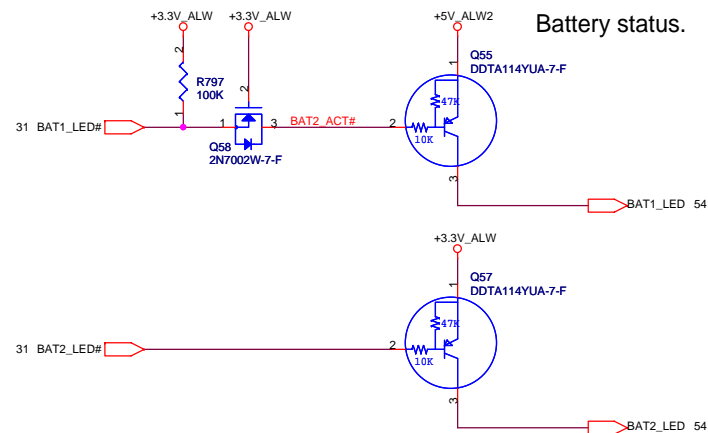 +3.3V_ALW +3.3V_ALW +5V_ALW2 Battery status.
Q55
DDTA114YUA-7-F
1
2 2
R797
100K
47K
1
31 BAT1_LED# 1 3 BAT2_ACT# 2
10K
Q58
2N7002W-7-F
3
BAT1_LED 54
+3.3V_ALW
Q57
DDTA114YUA-7-F
1
47K
31 BAT2_LED# 2
10K
3
BAT2_LED 54